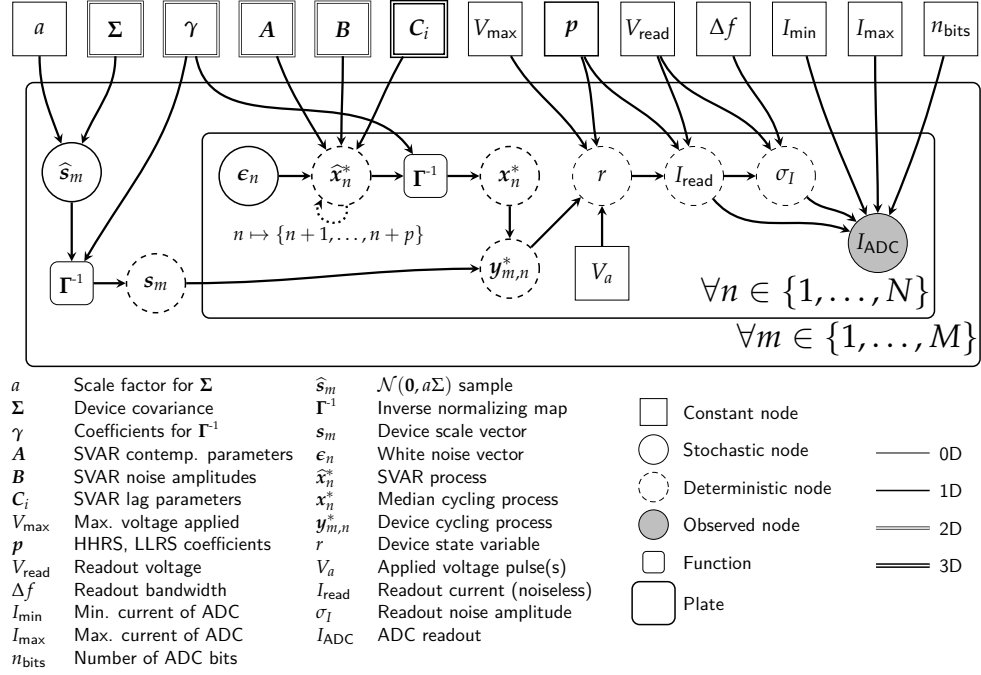 a Σ γ A B C_i V_max p V_read Δf I_min I_max n_bits
ŝ_m
ϵ_n x̂*_n Γ⁻¹ x*_n r I_read σ_I
n ↦ {n + 1, . . . , n + p}
I_ADC
Γ⁻¹ s_m y*_{m,n} V_a
∀n ∈ {1, . . . , N}
∀m ∈ {1, . . . , M}
a Scale factor for Σ
Σ Device covariance
γ Coefficients for Γ⁻¹
A SVAR contemp. parameters
B SVAR noise amplitudes
C_i SVAR lag parameters
V_max Max. voltage applied
p HHRS, LLRS coefficients
V_read Readout voltage
Δf Readout bandwidth
I_min Min. current of ADC
I_max Max. current of ADC
n_bits Number of ADC bits
ŝ_m 𝒩(0, aΣ) sample
Γ⁻¹ Inverse normalizing map
s_m Device scale vector
ϵ_n White noise vector
x̂*_n SVAR process
x*_n Median cycling process
y*_{m,n} Device cycling process
r Device state variable
V_a Applied voltage pulse(s)
I_read Readout current (noiseless)
σ_I Readout noise amplitude
I_ADC ADC readout
Constant node
Stochastic node
Deterministic node
Observed node
Function
Plate
0D
1D
2D
3D